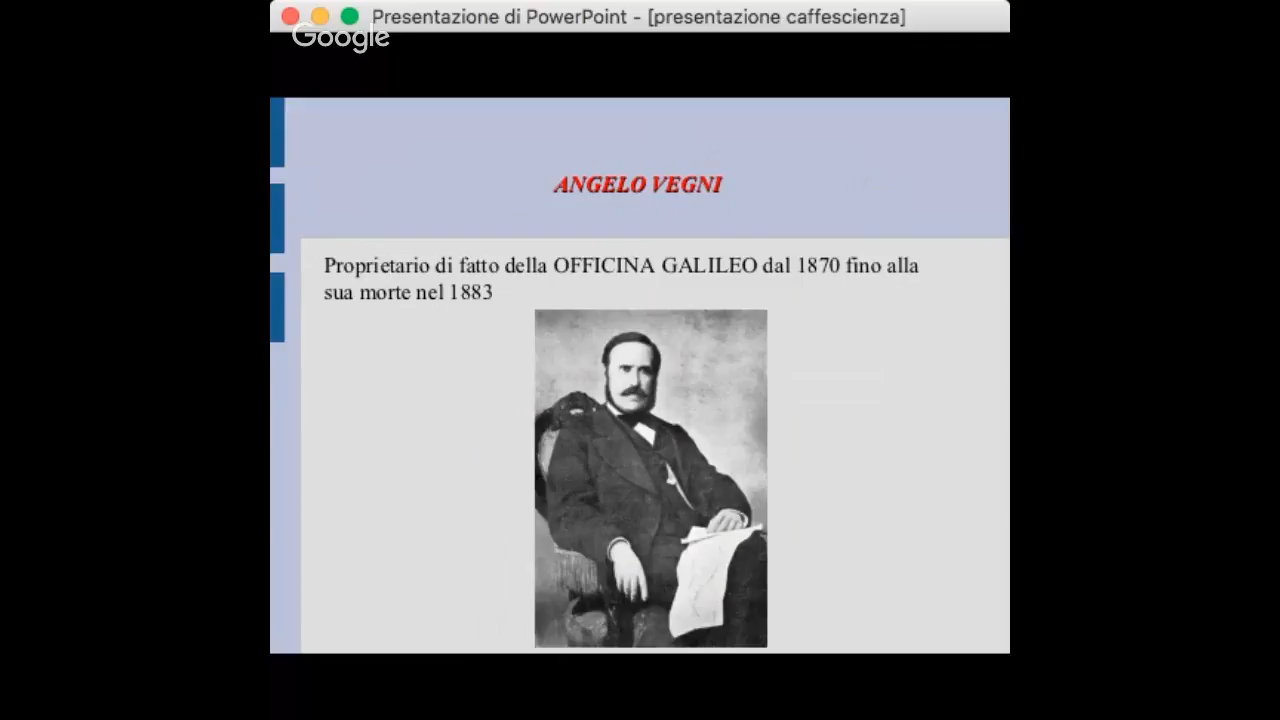 Presentazione di PowerPoint - [presentazione caffescienza]
Google
ANGELO VEGNI
Proprietario di fatto della OFFICINA GALILEO dal 1870 fino alla
sua morte nel 1883